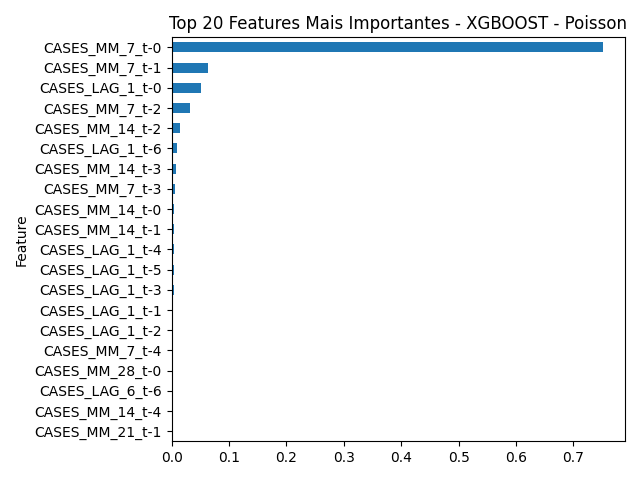 Top 20 Features Mais Importantes - XGBOOST - Poisson
CASES_MM_7_t-0
CASES_MM_7_t-1
CASES_LAG_1_t-0
CASES_MM_7_t-2
CASES_MM_14_t-2
CASES_LAG_1_t-6
CASES_MM_14_t-3
CASES_MM_7_t-3
CASES_MM_14_t-0
CASES_MM_14_t-1
CASES_LAG_1_t-4
CASES_LAG_1_t-5
CASES_LAG_1_t-3
CASES_LAG_1_t-1
CASES_LAG_1_t-2
CASES_MM_7_t-4
CASES_MM_28_t-0
CASES_LAG_6_t-6
CASES_MM_14_t-4
CASES_MM_21_t-1
Feature
0.0 0.1 0.2 0.3 0.4 0.5 0.6 0.7